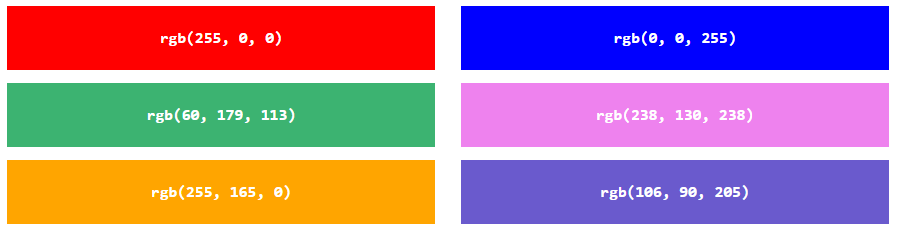 rgb(255, 0, 0)
rgb(0, 0, 255)
rgb(60, 179, 113)
rgb(238, 130, 238)
rgb(255, 165, 0)
rgb(106, 90, 205)